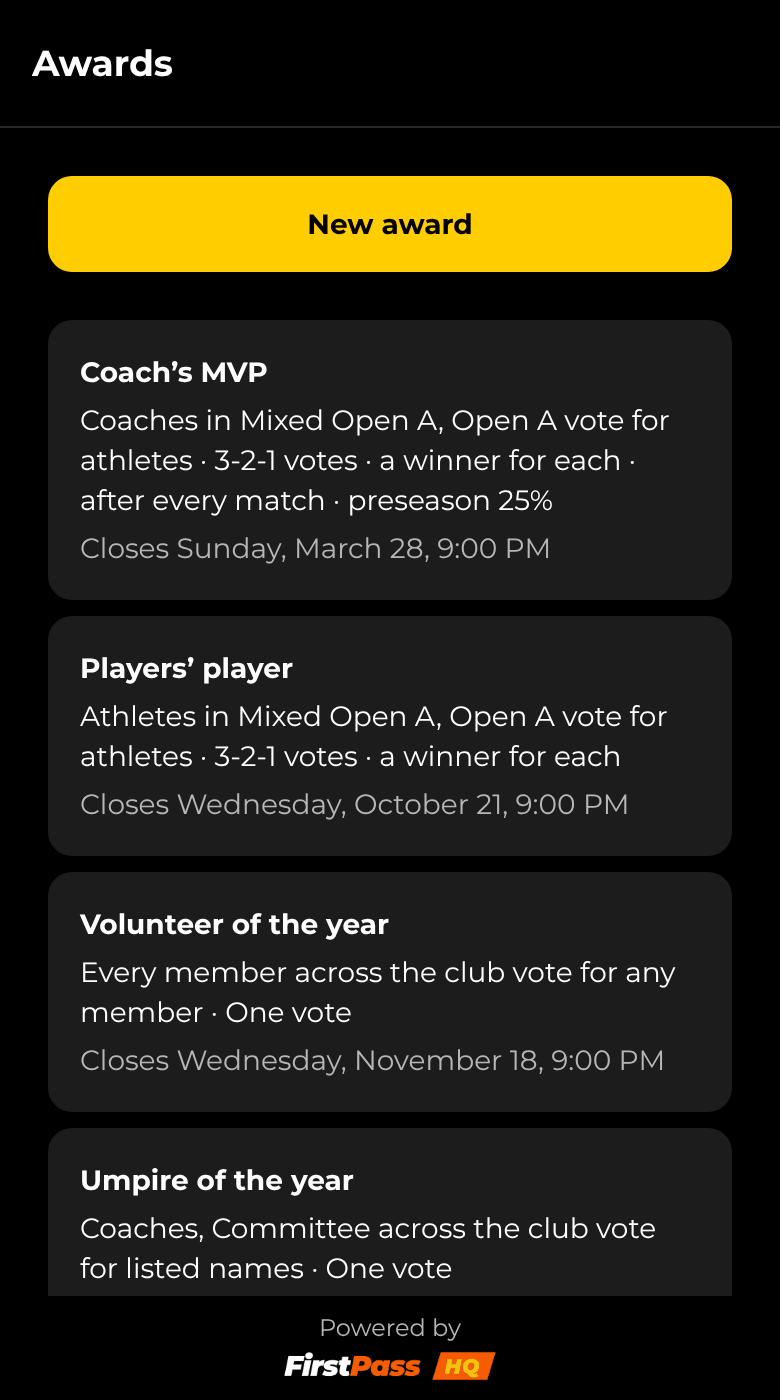 Awards
New award
Coach’s MVP
Coaches in Mixed Open A, Open A vote for
athletes · 3-2-1 votes · a winner for each ·
after every match · preseason 25%
Closes Sunday, March 28, 9:00 PM
Players’ player
Athletes in Mixed Open A, Open A vote for
athletes · 3-2-1 votes · a winner for each
Closes Wednesday, October 21, 9:00 PM
Volunteer of the year
Every member across the club vote for any
member · One vote
Closes Wednesday, November 18, 9:00 PM
Umpire of the year
Coaches, Committee across the club vote
for listed names · One vote
Powered by
FirstPass HQ